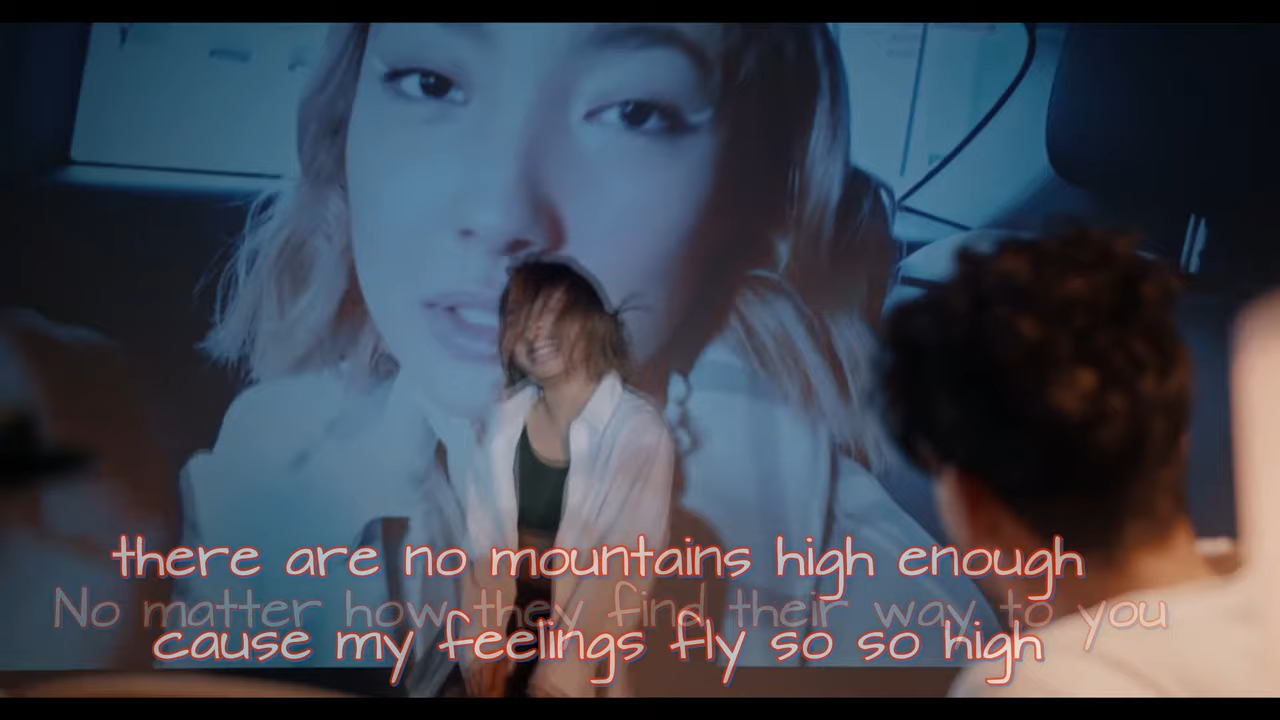 there are no mountains high enough
No matter how they find their way to you
cause my feelings fly so so high